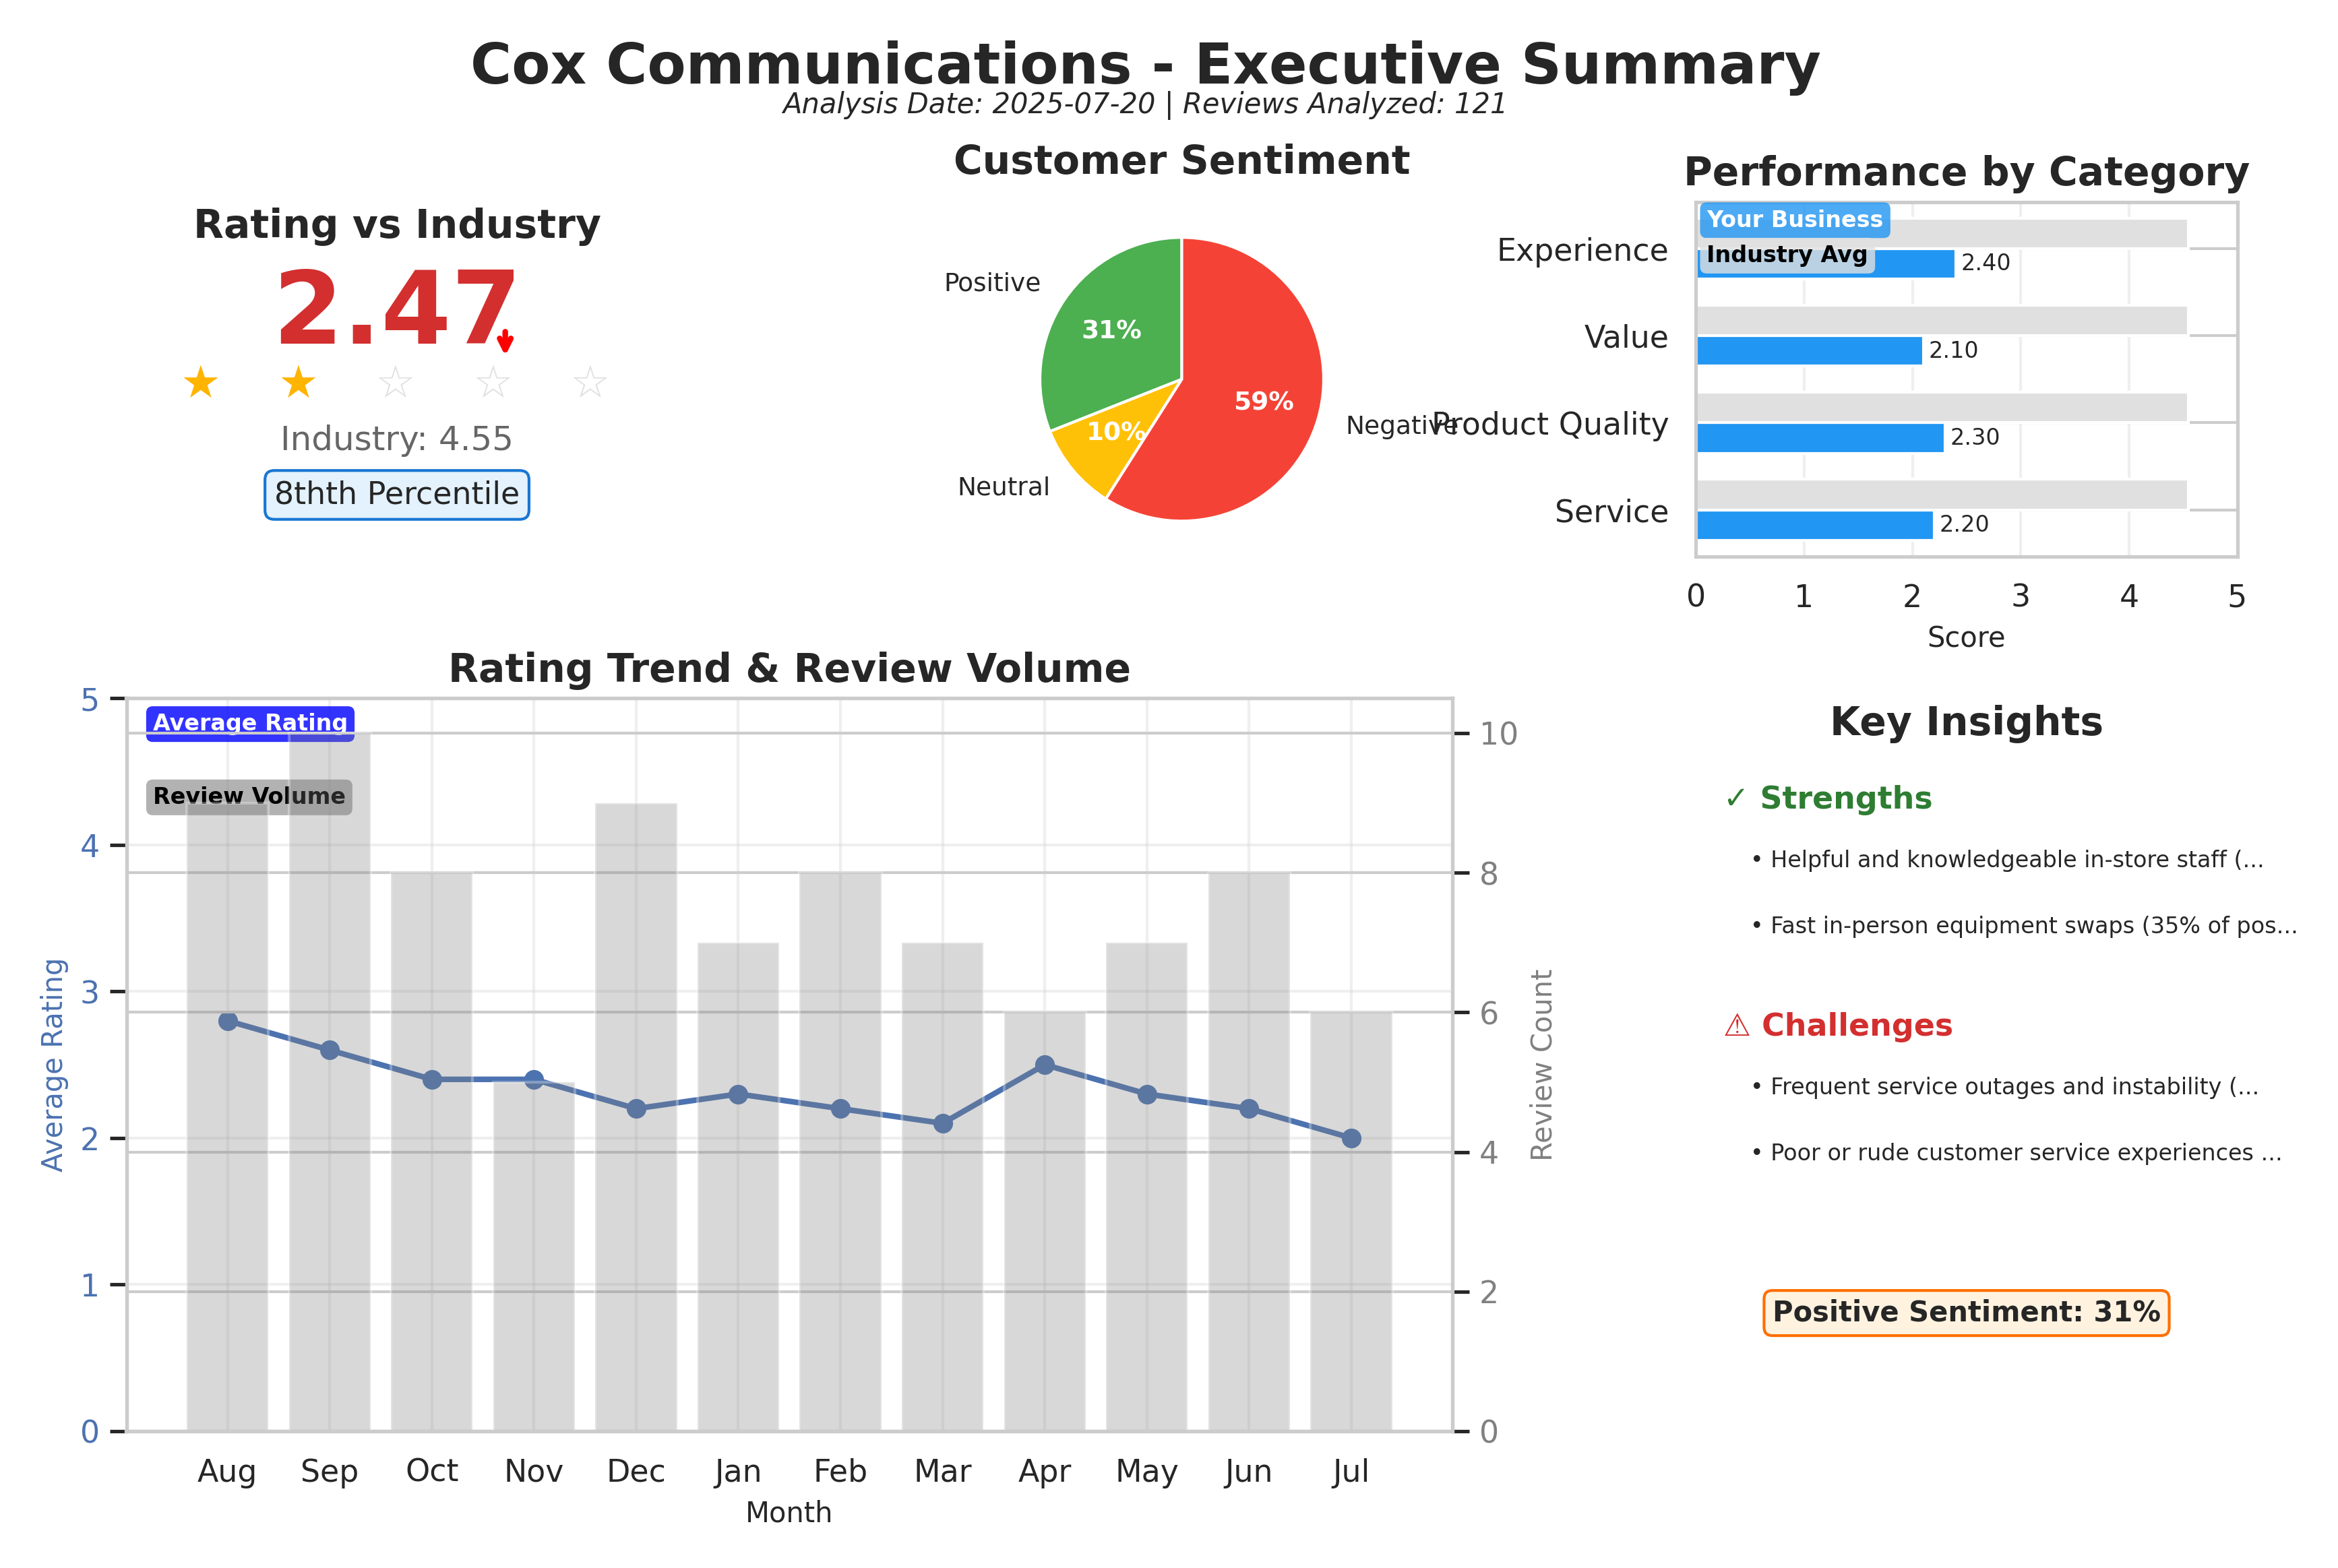 Cox Communications - Executive Summary
Analysis Date: 2025-07-20 | Reviews Analyzed: 121
Rating vs Industry
2.47
★ ★ ☆ ☆ ☆
Industry: 4.55
8thth Percentile
Customer Sentiment
Positive
31%
Neutral
10%
59%
Negative
Performance by Category
Your Business
Industry Avg
Experience
2.40
Value
2.10
Product Quality
2.30
Service
2.20
0 1 2 3 4 5
Score
Rating Trend & Review Volume
Average Rating
Review Volume
Average Rating
5
4
3
2
1
0
10
8
6
4
2
0
Review Count
Aug Sep Oct Nov Dec Jan Feb Mar Apr May Jun Jul
Month
Key Insights
✓ Strengths
• Helpful and knowledgeable in-store staff (...
• Fast in-person equipment swaps (35% of pos...
⚠ Challenges
• Frequent service outages and instability (...
• Poor or rude customer service experiences ...
Positive Sentiment: 31%